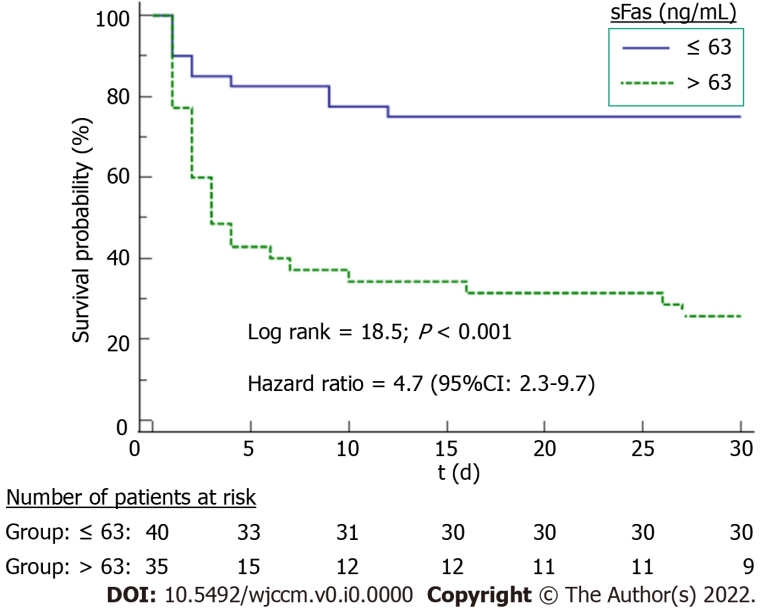 sFas (ng/mL)
≤ 63
> 63
Survival probability (%)
100
80
60
40
20
0
Log rank = 18.5; P < 0.001
Hazard ratio = 4.7 (95%CI: 2.3-9.7)
0 5 10 15 20 25 30
t (d)
Number of patients at risk
Group: ≤ 63: 40 33 31 30 30 30 30
Group: > 63: 35 15 12 12 11 11 9
DOI: 10.5492/wjccm.v0.i0.0000 Copyright © The Author(s) 2022.